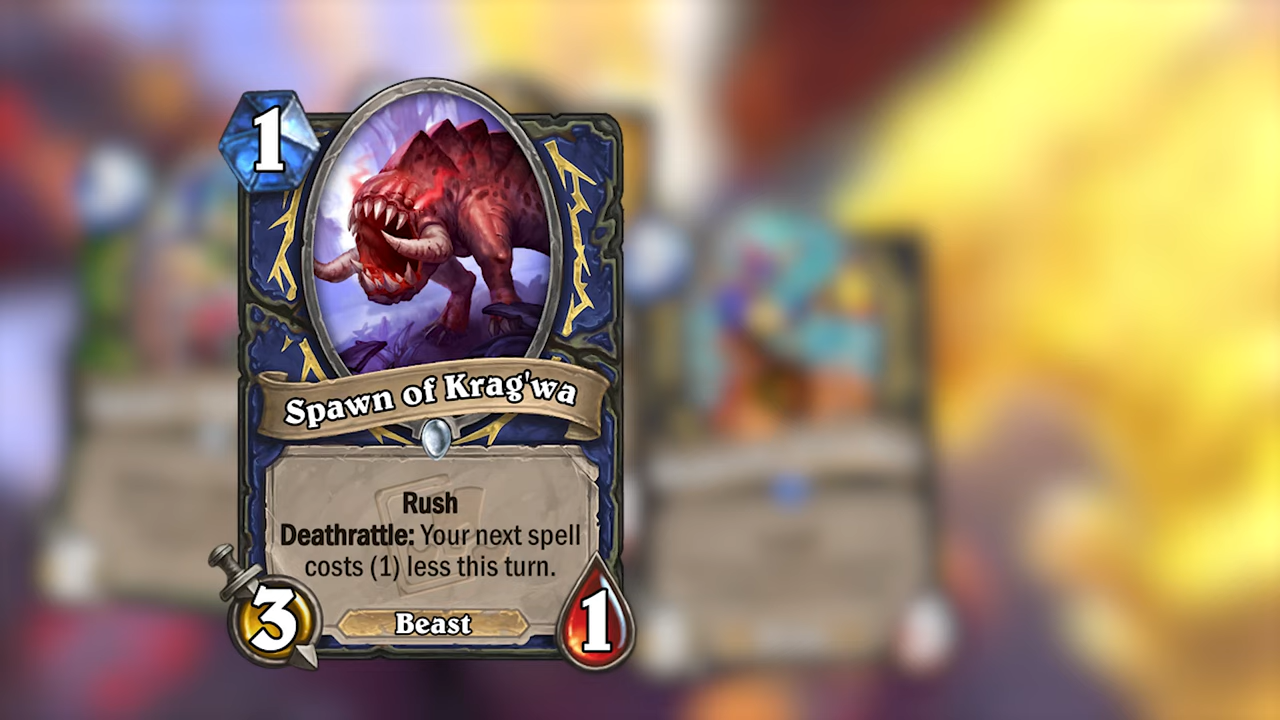 1
Spawn of Krag'wa
Rush
Deathrattle: Your next spell
costs (1) less this turn.
3
Beast
1